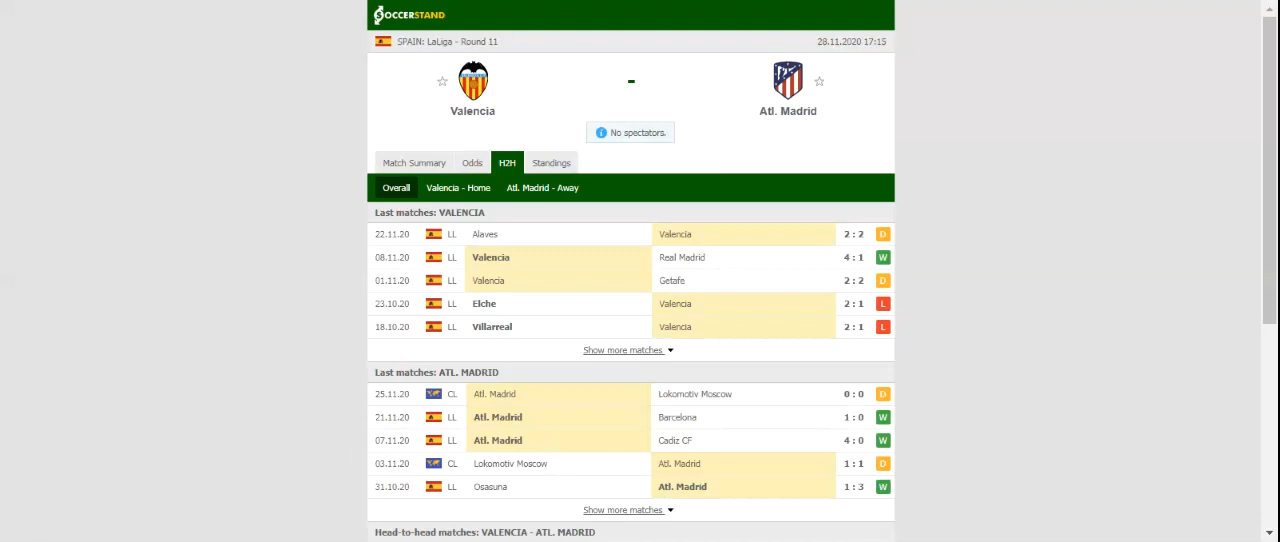 SOCCERSTAND
SPAIN: LaLiga - Round 11 28.11.2020 17:15
-
Valencia Atl. Madrid
No spectators.
Match Summary Odds H2H Standings
Overall Valencia - Home Atl. Madrid - Away
Last matches: VALENCIA
22.11.20 LL Alaves Valencia 2 : 2 D
08.11.20 LL Valencia Real Madrid 4 : 1 W
01.11.20 LL Valencia Getafe 2 : 2 D
23.10.20 LL Elche Valencia 2 : 1 L
18.10.20 LL Villarreal Valencia 2 : 1 L
Show more matches
Last matches: ATL. MADRID
25.11.20 CL Atl. Madrid Lokomotiv Moscow 0 : 0 D
21.11.20 LL Atl. Madrid Barcelona 1 : 0 W
07.11.20 LL Atl. Madrid Cadiz CF 4 : 0 W
03.11.20 CL Lokomotiv Moscow Atl. Madrid 1 : 1 D
31.10.20 LL Osasuna Atl. Madrid 1 : 3 W
Show more matches
Head-to-head matches: VALENCIA - ATL. MADRID